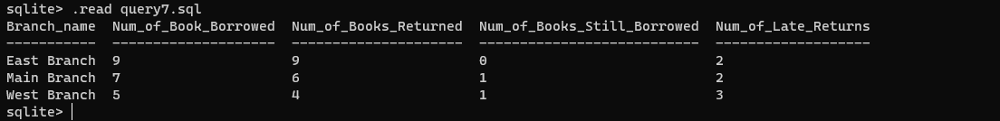 sqlite> .read query7.sql
Branch_name  Num_of_Book_Borrowed  Num_of_Books_Returned  Num_of_Books_Still_Borrowed  Num_of_Late_Returns
-----------  --------------------  ---------------------  ---------------------------  -------------------
East Branch  9                     9                      0                            2
Main Branch  7                     6                      1                            2
West Branch  5                     4                      1                            3
sqlite>